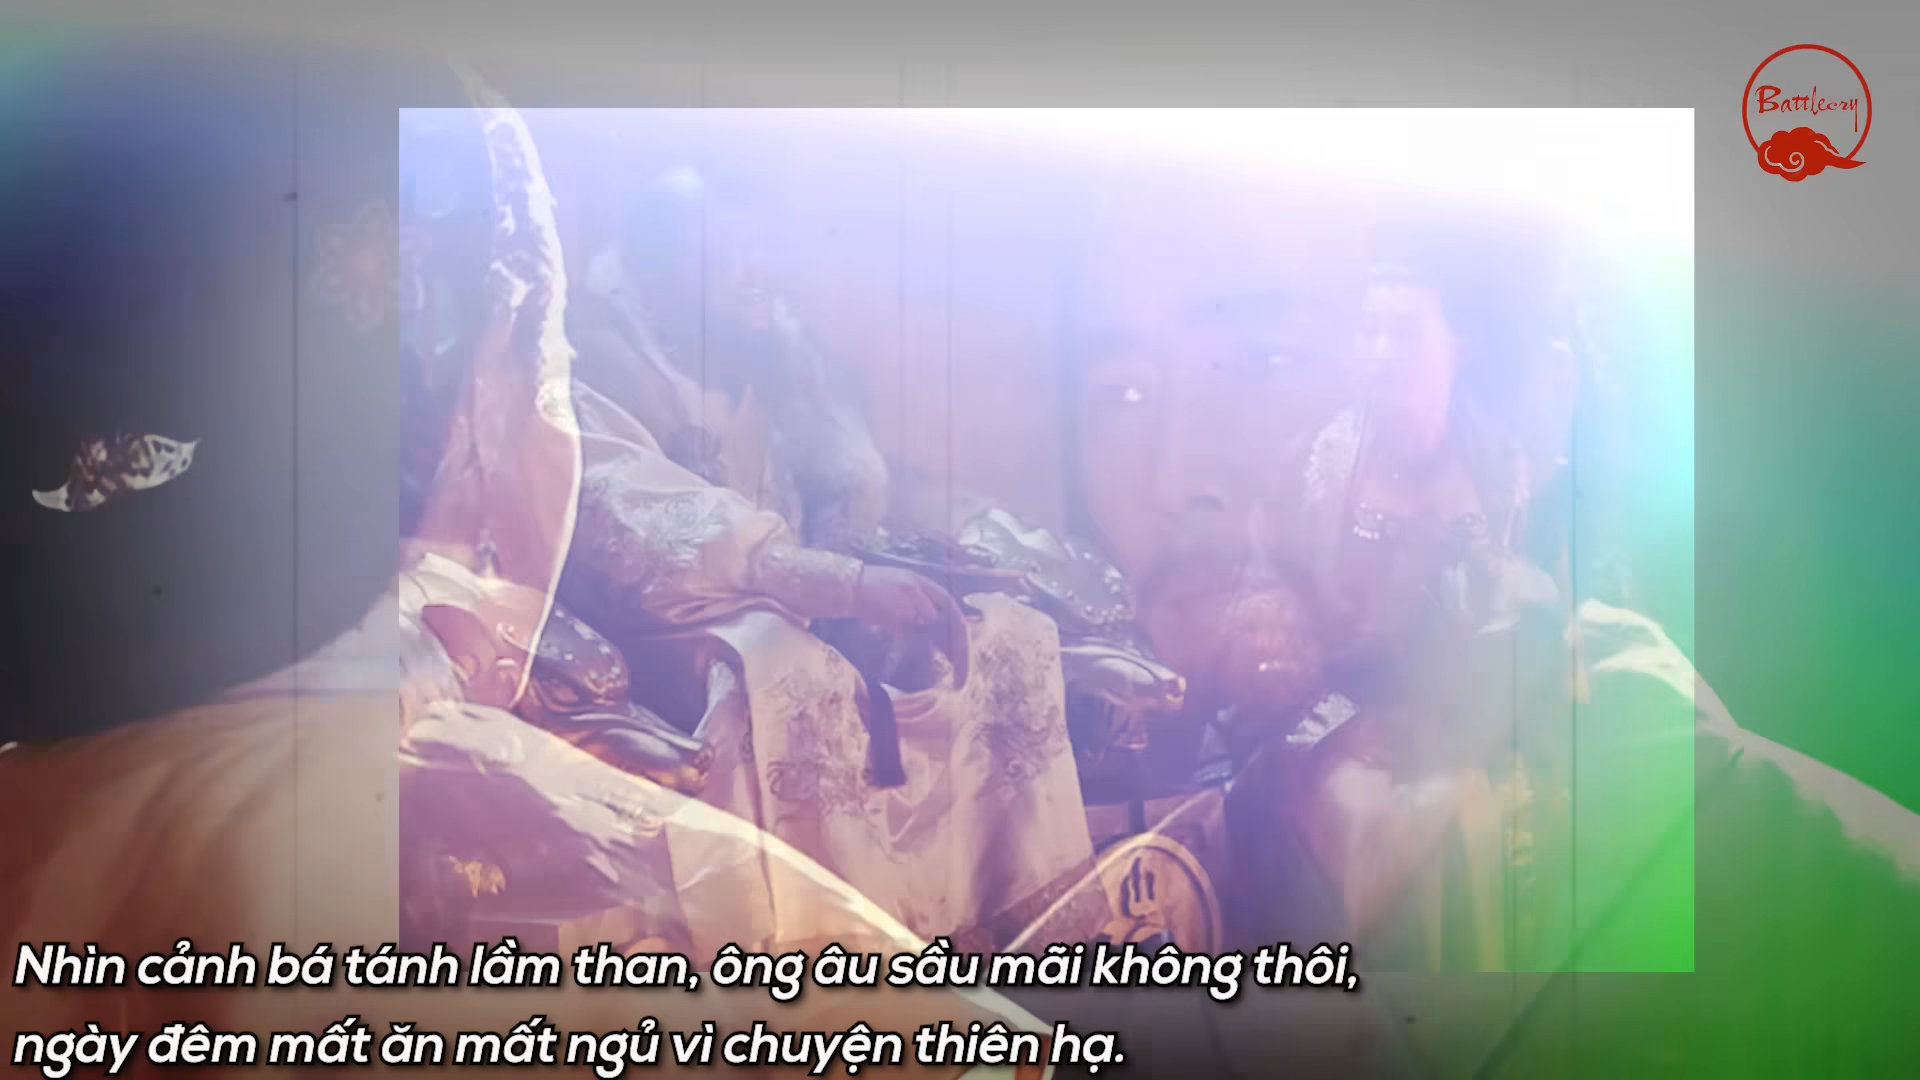 Battlecry
Nhìn cảnh bá tánh lầm than, ông âu sầu mãi không thôi,
ngày đêm mất ăn mất ngủ vì chuyện thiên hạ.